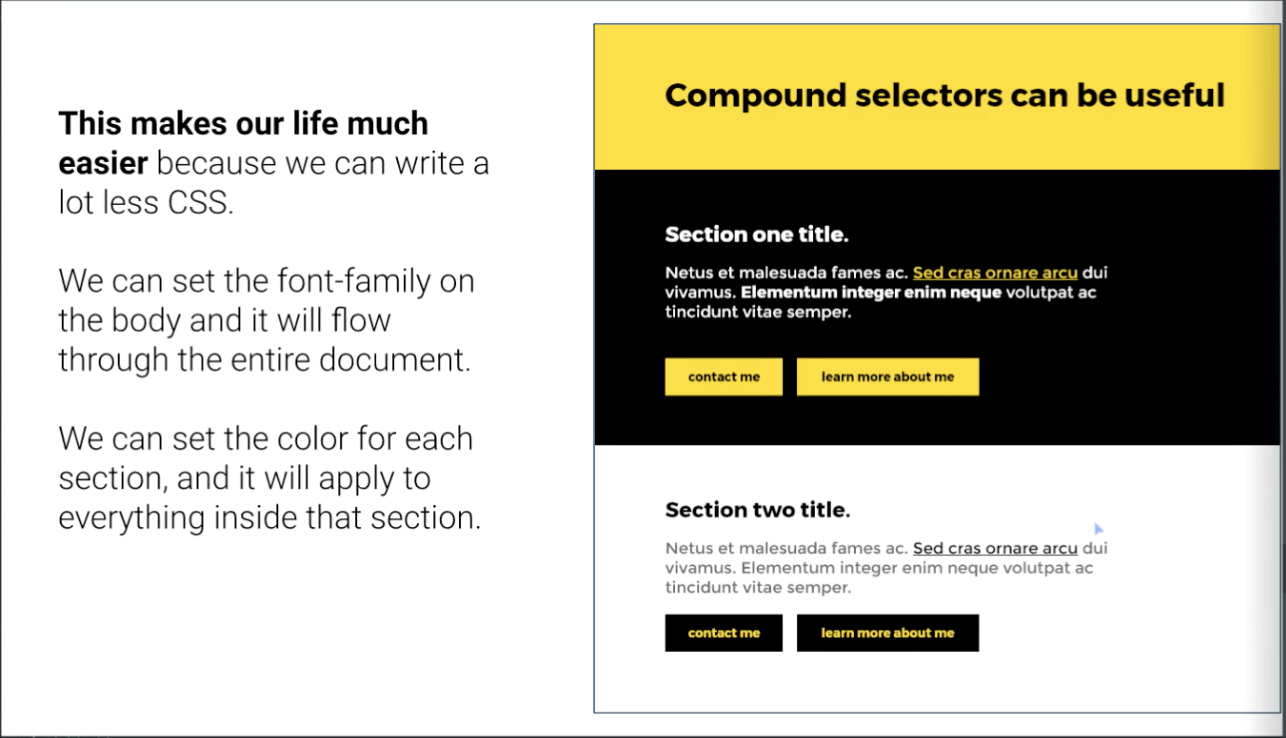 This makes our life much
easier because we can write a
lot less CSS.
We can set the font-family on
the body and it will flow
through the entire document.
We can set the color for each
section, and it will apply to
everything inside that section.
Compound selectors can be useful
Section one title.
Netus et malesuada fames ac. Sed cras ornare arcu dui
vivamus. Elementum integer enim neque volutpat ac
tincidunt vitae semper.
contact me
learn more about me
Section two title.
Netus et malesuada fames ac. Sed cras ornare arcu dui
vivamus. Elementum integer enim neque volutpat ac
tincidunt vitae semper.
contact me
learn more about me